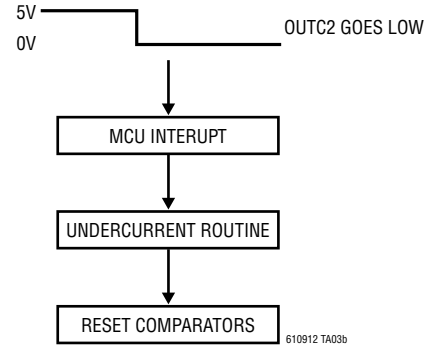 5V
0V
OUTC2 GOES LOW
MCU INTERUPT
UNDERCURRENT ROUTINE
RESET COMPARATORS
610912 TA03b